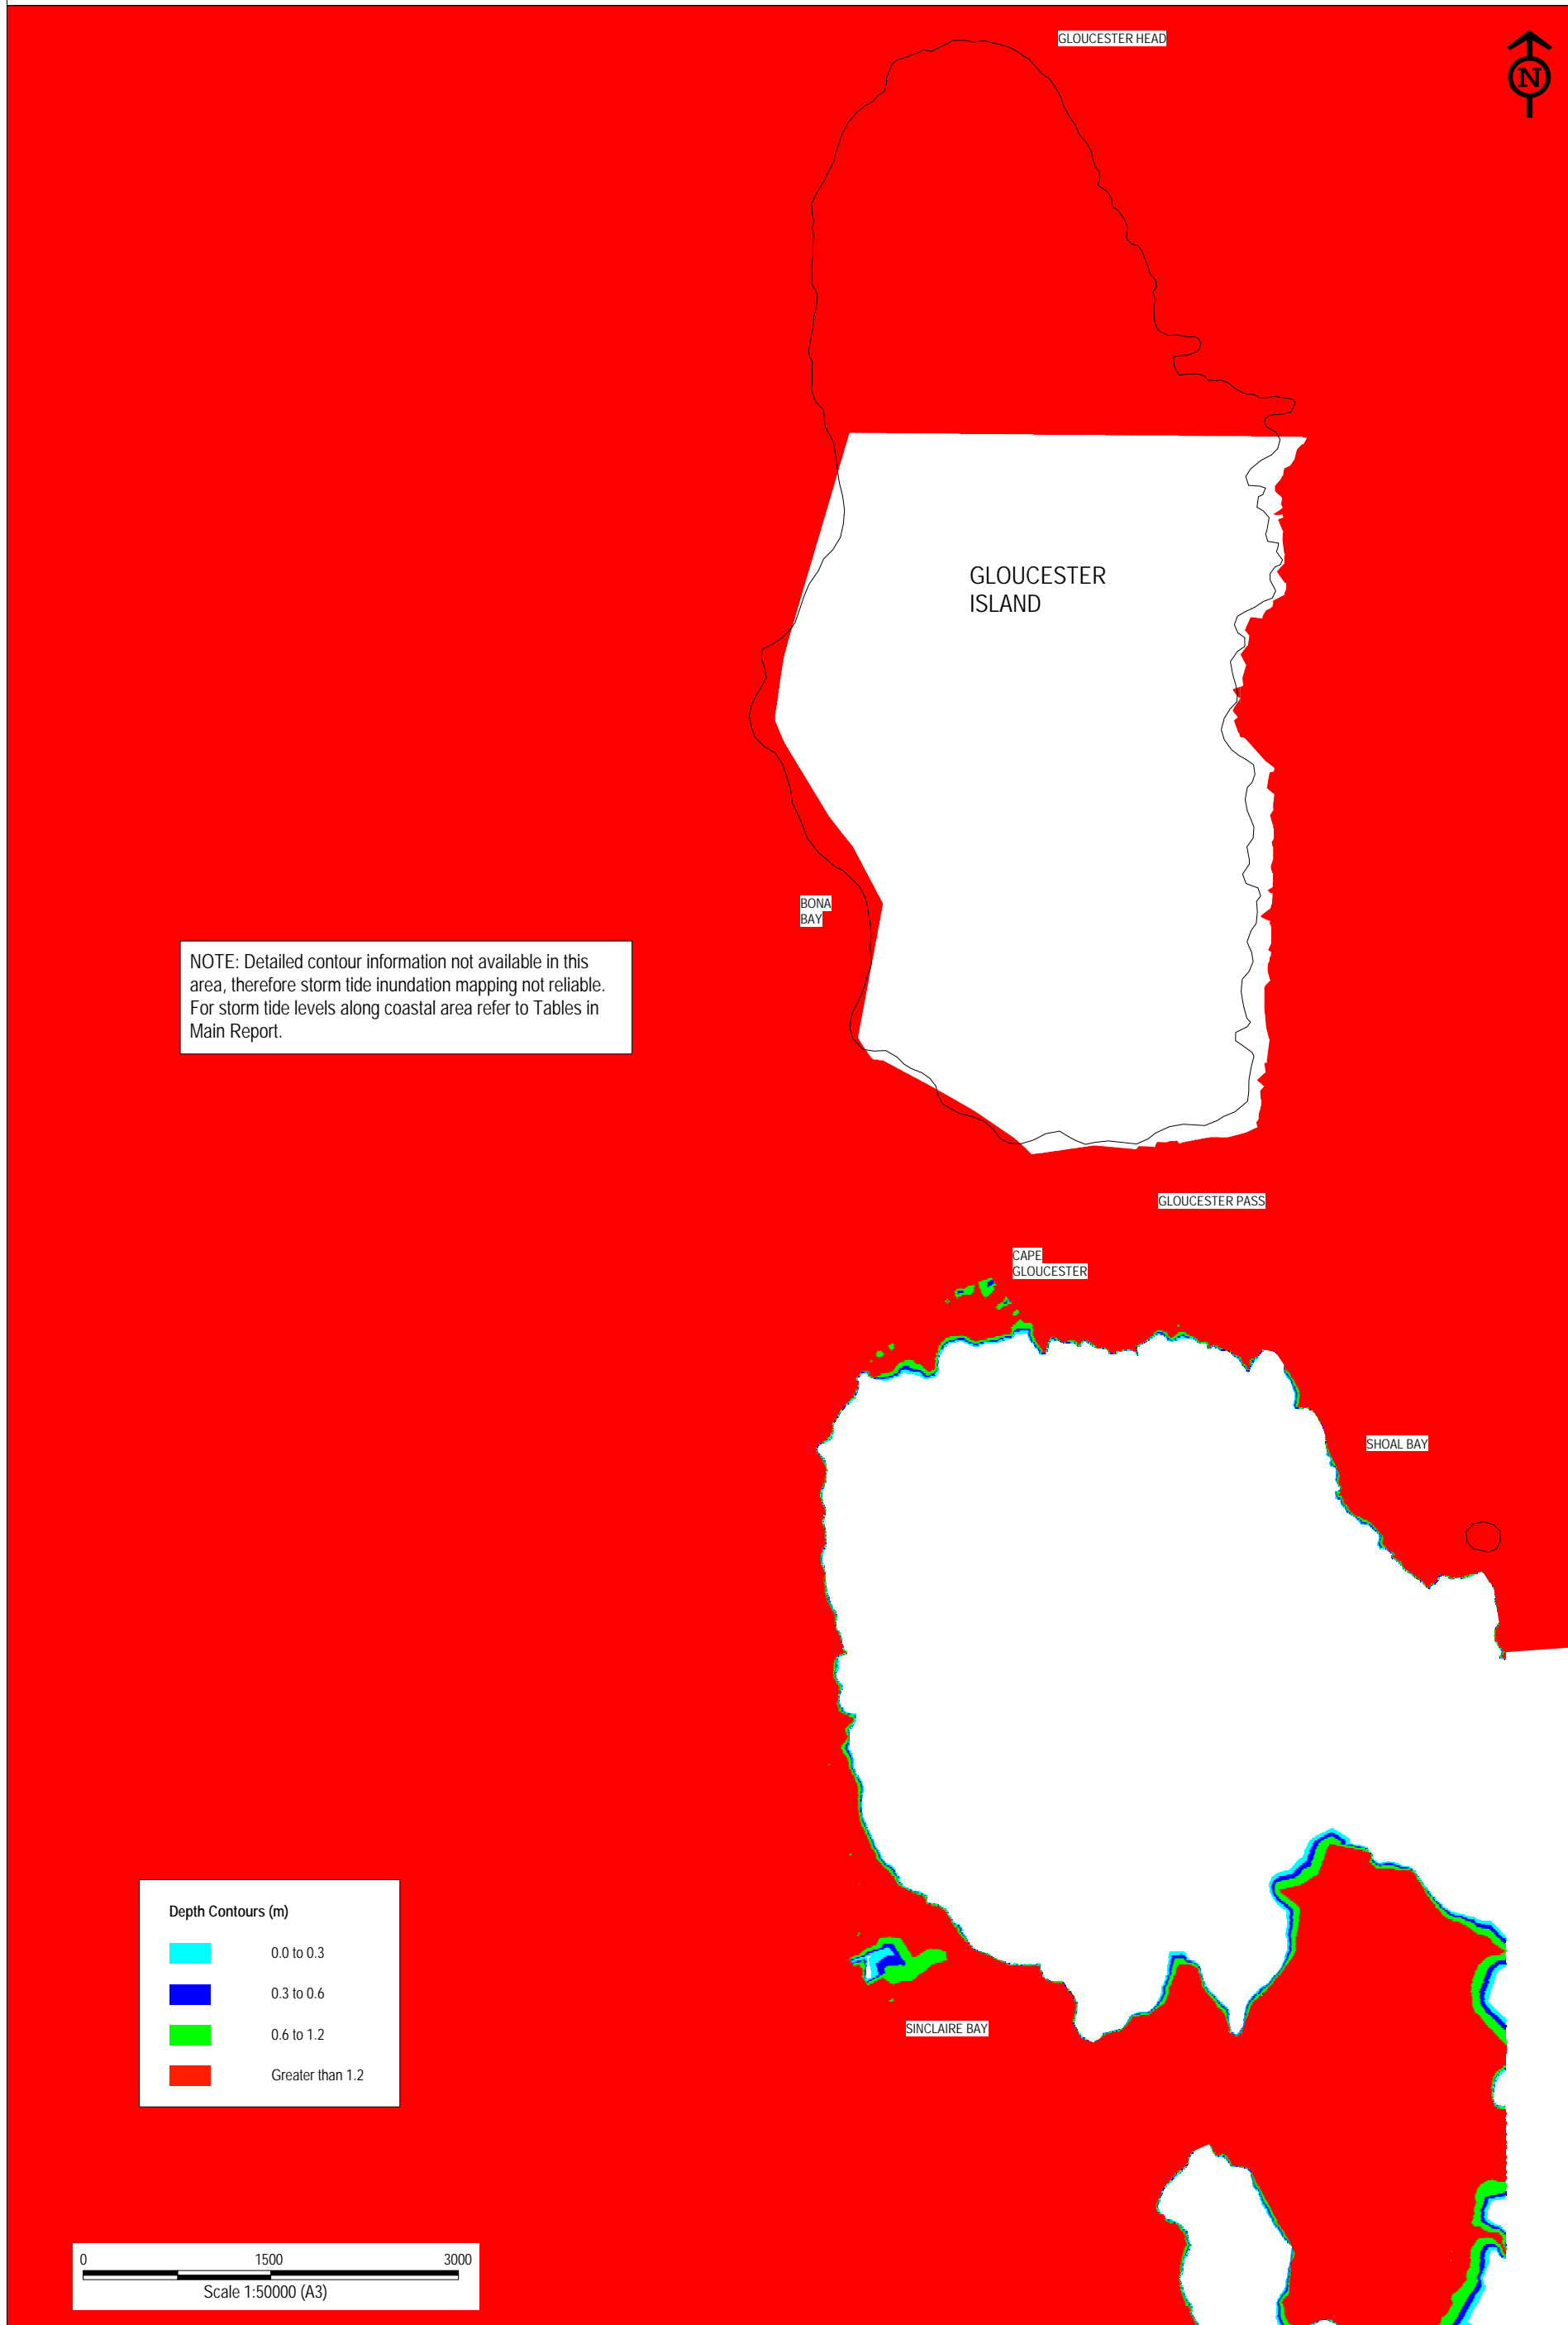 GLOUCESTER HEAD
N
GLOUCESTER
ISLAND
BONA
BAY
NOTE: Detailed contour information not available in this
area, therefore storm tide inundation mapping not reliable.
For storm tide levels along coastal area refer to Tables in
Main Report.
GLOUCESTER PASS
CAPE
GLOUCESTER
SHOAL BAY
Depth Contours (m)
0.0 to 0.3
0.3 to 0.6
0.6 to 1.2
Greater than 1.2
SINCLAIRE BAY
0 1500 3000
Scale 1:50000 (A3)